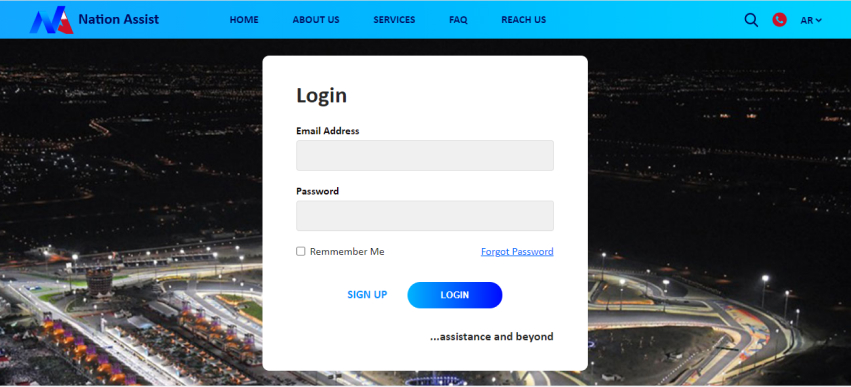 Nation Assist
HOME ABOUT US SERVICES FAQ REACH US
AR
Login
Email Address
Password
Remmember Me Forgot Password
SIGN UP LOGIN
...assistance and beyond